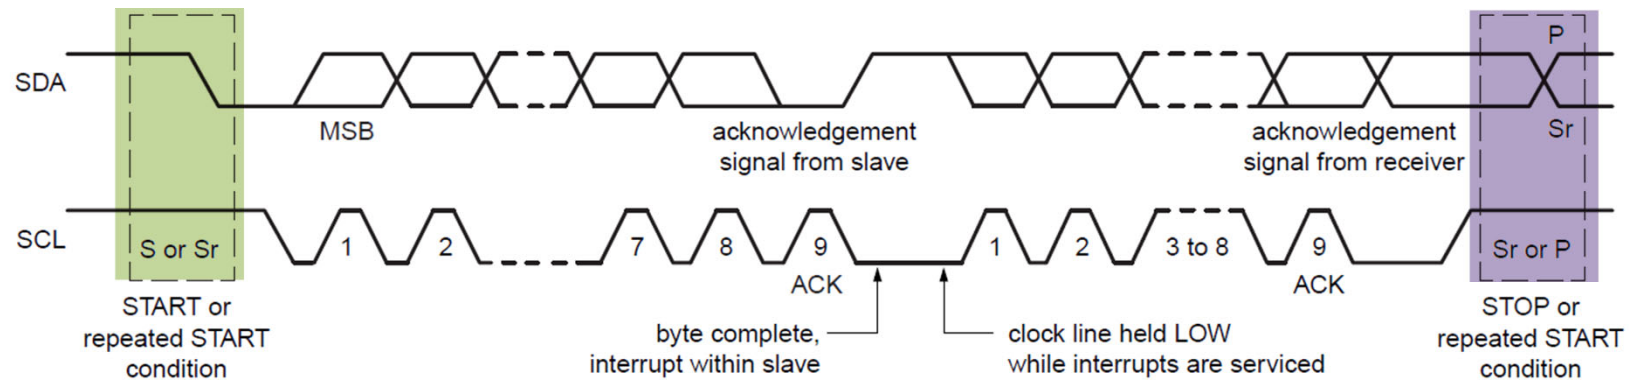 P
SDA
MSB
acknowledgement
signal from slave
acknowledgement
signal from receiver
Sr
SCL
S or Sr
1
2
7
8
9
1
2
3 to 8
9
Sr or P
ACK
ACK
START or
repeated START
condition
byte complete,
interrupt within slave
clock line held LOW
while interrupts are serviced
STOP or
repeated START
condition